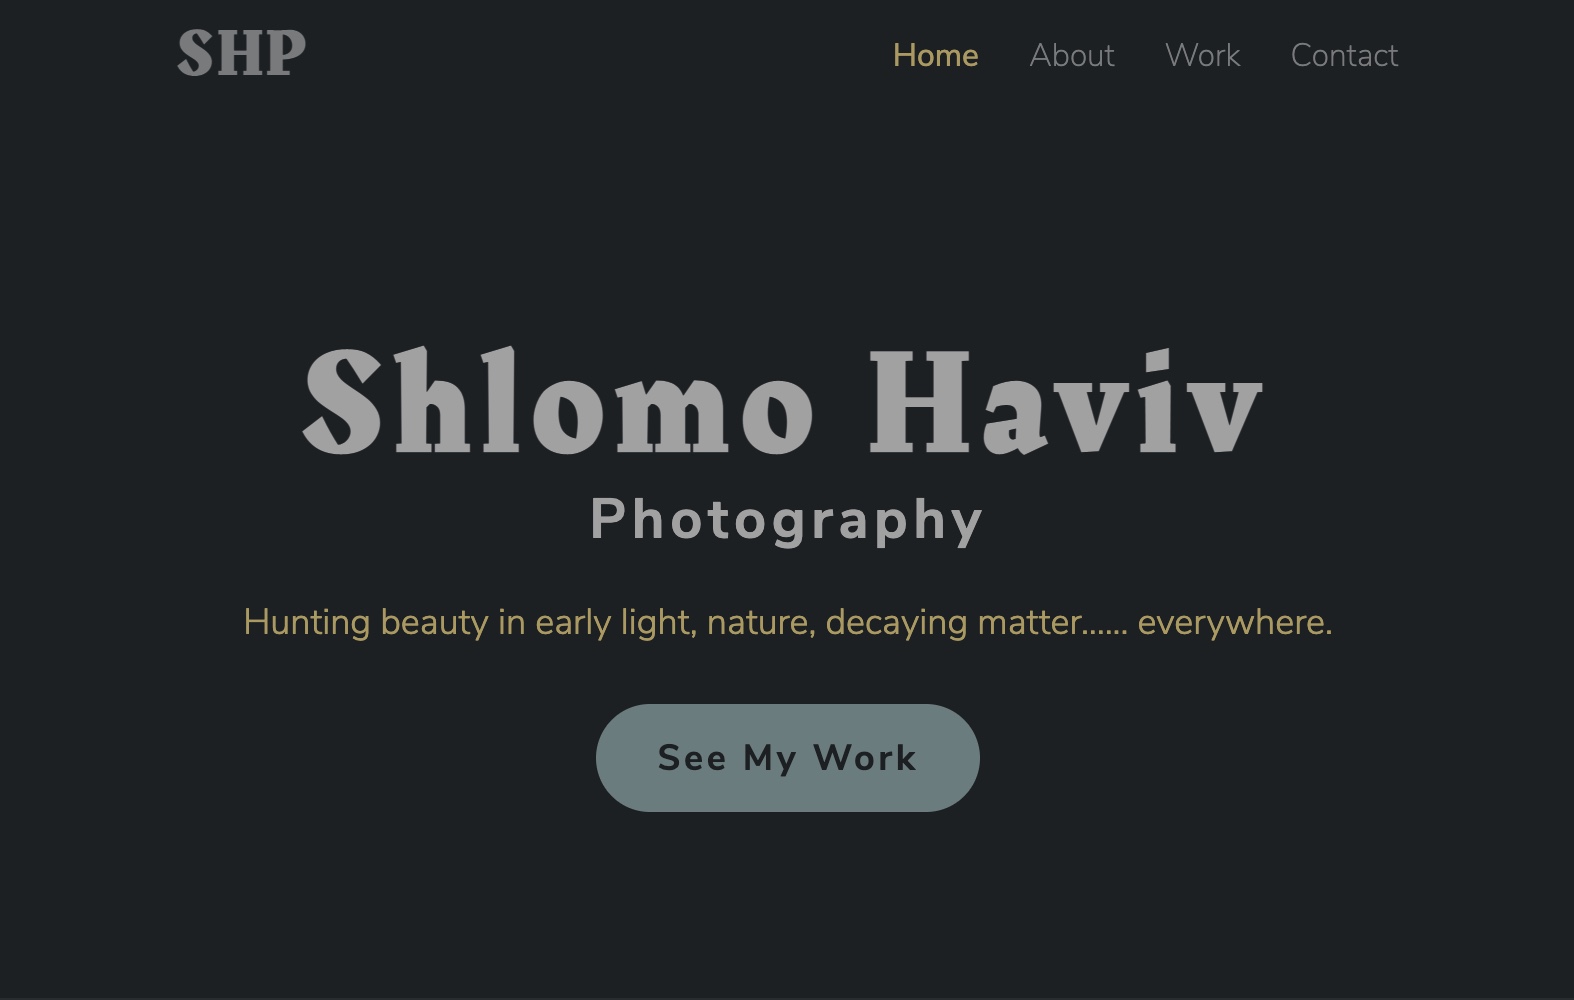 SHP
Home About Work Contact
Shlomo Haviv
Photography
Hunting beauty in early light, nature, decaying matter...... everywhere.
See My Work